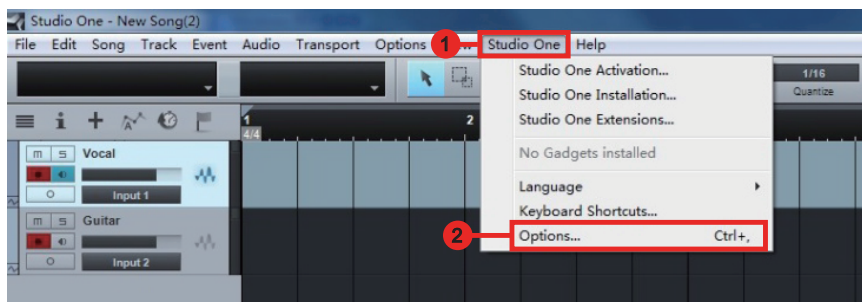 Studio One - New Song(2)
File Edit Song Track Event Audio Transport Options 1 w Studio One Help
Studio One Activation...
Studio One Installation...
Studio One Extensions...
No Gadgets installed
Language
Keyboard Shortcuts...
2 Options... Ctrl+,
1/16
Quantize
1
2
4/4
m s Vocal
Input 1
m s Guitar
Input 2